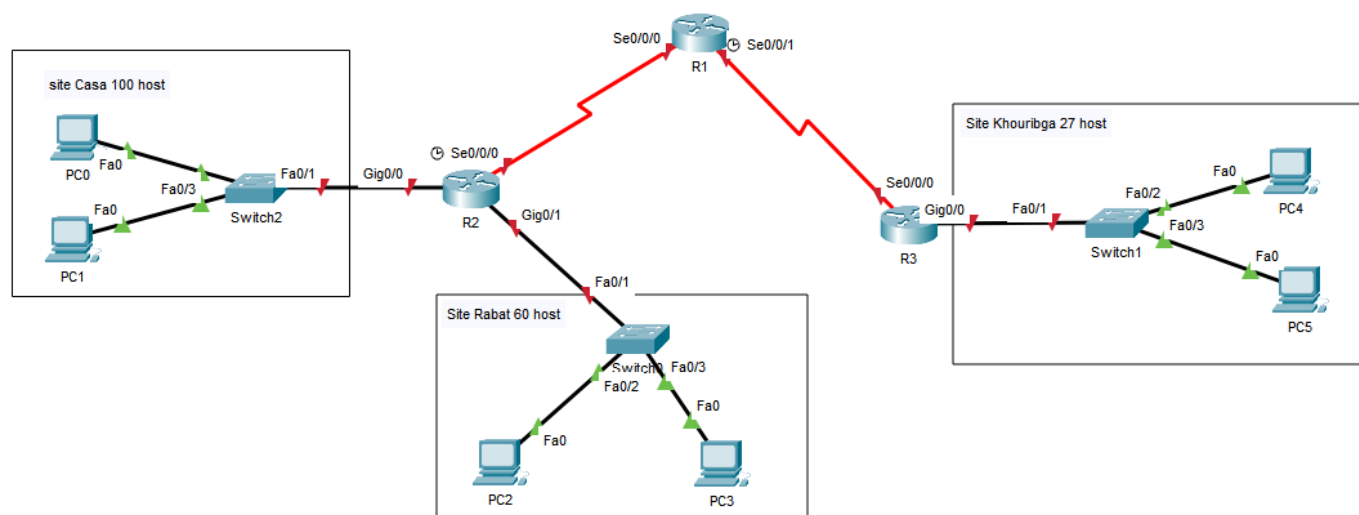 Se0/0/0
Se0/0/1
R1
site Casa 100 host
PC0
Fa0
Fa0/3
Fa0
PC1
Switch2
Fa0/1
Gig0/0
Se0/0/0
R2
Gig0/1
Fa0/1
Site Rabat 60 host
Fa0/2
Fa0/3
Fa0
Fa0
PC2
PC3
Site Khouribga 27 host
Se0/0/0
Gig0/0
R3
Fa0/1
Switch1
Fa0/2
Fa0/3
Fa0
PC4
Fa0
PC5